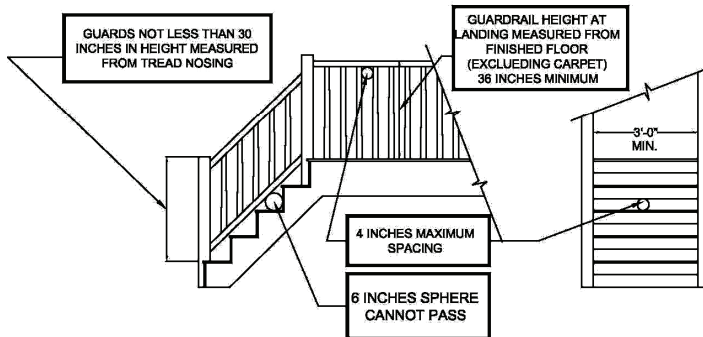 GUARDS NOT LESS THAN 30
INCHES IN HEIGHT MEASURED
FROM TREAD NOSING
GUARDRAIL HEIGHT AT
LANDING MEASURED FROM
FINISHED FLOOR
(EXCLUEDING CARPET)
36 INCHES MINIMUM
3'-0"
MIN.
4 INCHES MAXIMUM
SPACING
6 INCHES SPHERE
CANNOT PASS